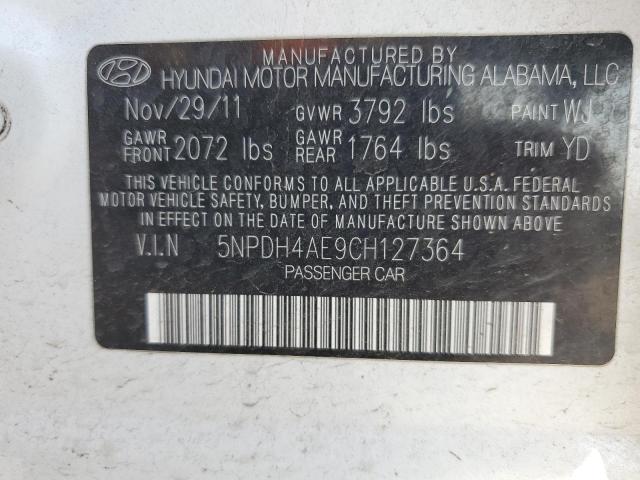 MANUFACTURED BY
HYUNDAI MOTOR MANUFACTURING ALABAMA, LLC
Nov/29/11 GVWR 3792 lbs PAINT WJ
GAWR FRONT 2072 lbs GAWR REAR 1764 lbs TRIM YD
THIS VEHICLE CONFORMS TO ALL APPLICABLE U.S.A. FEDERAL
MOTOR VEHICLE SAFETY, BUMPER, AND THEFT PREVENTION STANDARDS
IN EFFECT ON THE DATE OF MANUFACTURE SHOWN ABOVE
V.I.N 5NPDH4AE9CH127364
PASSENGER CAR